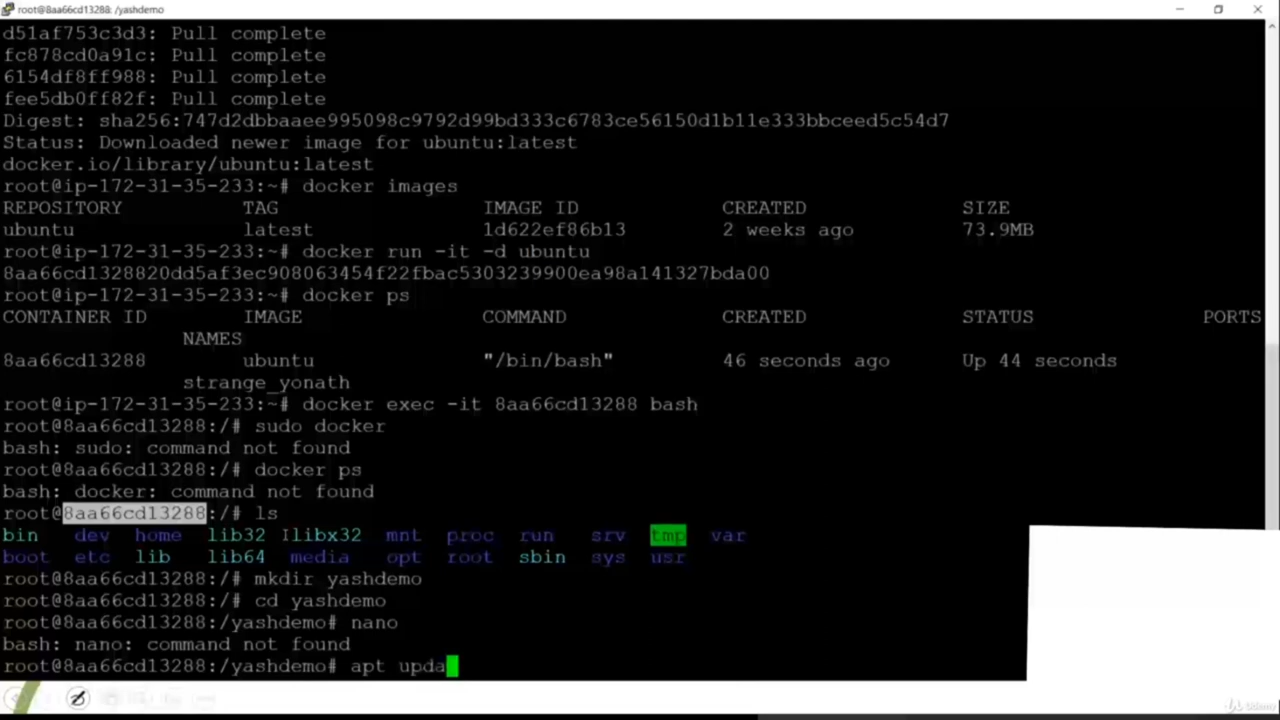 root@8aa66cd13288: /yashdemo
d51af753c3d3: Pull complete
fc878cd0a91c: Pull complete
6154df8ff988: Pull complete
fee5db0ff82f: Pull complete
Digest: sha256:747d2dbbaaee995098c9792d99bd333c6783ce56150d1b11e333bbceed5c54d7
Status: Downloaded newer image for ubuntu:latest
docker.io/library/ubuntu:latest
root@ip-172-31-35-233:~# docker images
REPOSITORY TAG IMAGE ID CREATED SIZE
ubuntu latest 1d622ef86b13 2 weeks ago 73.9MB
root@ip-172-31-35-233:~# docker run -it -d ubuntu
8aa66cd1328820dd5af3ec908063454f22fbac5303239900ea98a141327bda00
root@ip-172-31-35-233:~# docker ps
CONTAINER ID IMAGE COMMAND CREATED STATUS PORTS
NAMES
8aa66cd13288 ubuntu "/bin/bash" 46 seconds ago Up 44 seconds
strange_yonath
root@ip-172-31-35-233:~# docker exec -it 8aa66cd13288 bash
root@8aa66cd13288:/# sudo docker
bash: sudo: command not found
root@8aa66cd13288:/# docker ps
bash: docker: command not found
root@8aa66cd13288:/# ls
bin dev home lib32 libx32 mnt proc run srv tmp var
boot etc lib lib64 media opt root sbin sys usr
root@8aa66cd13288:/# mkdir yashdemo
root@8aa66cd13288:/# cd yashdemo
root@8aa66cd13288:/yashdemo# nano
bash: nano: command not found
root@8aa66cd13288:/yashdemo# apt upda
Udemy